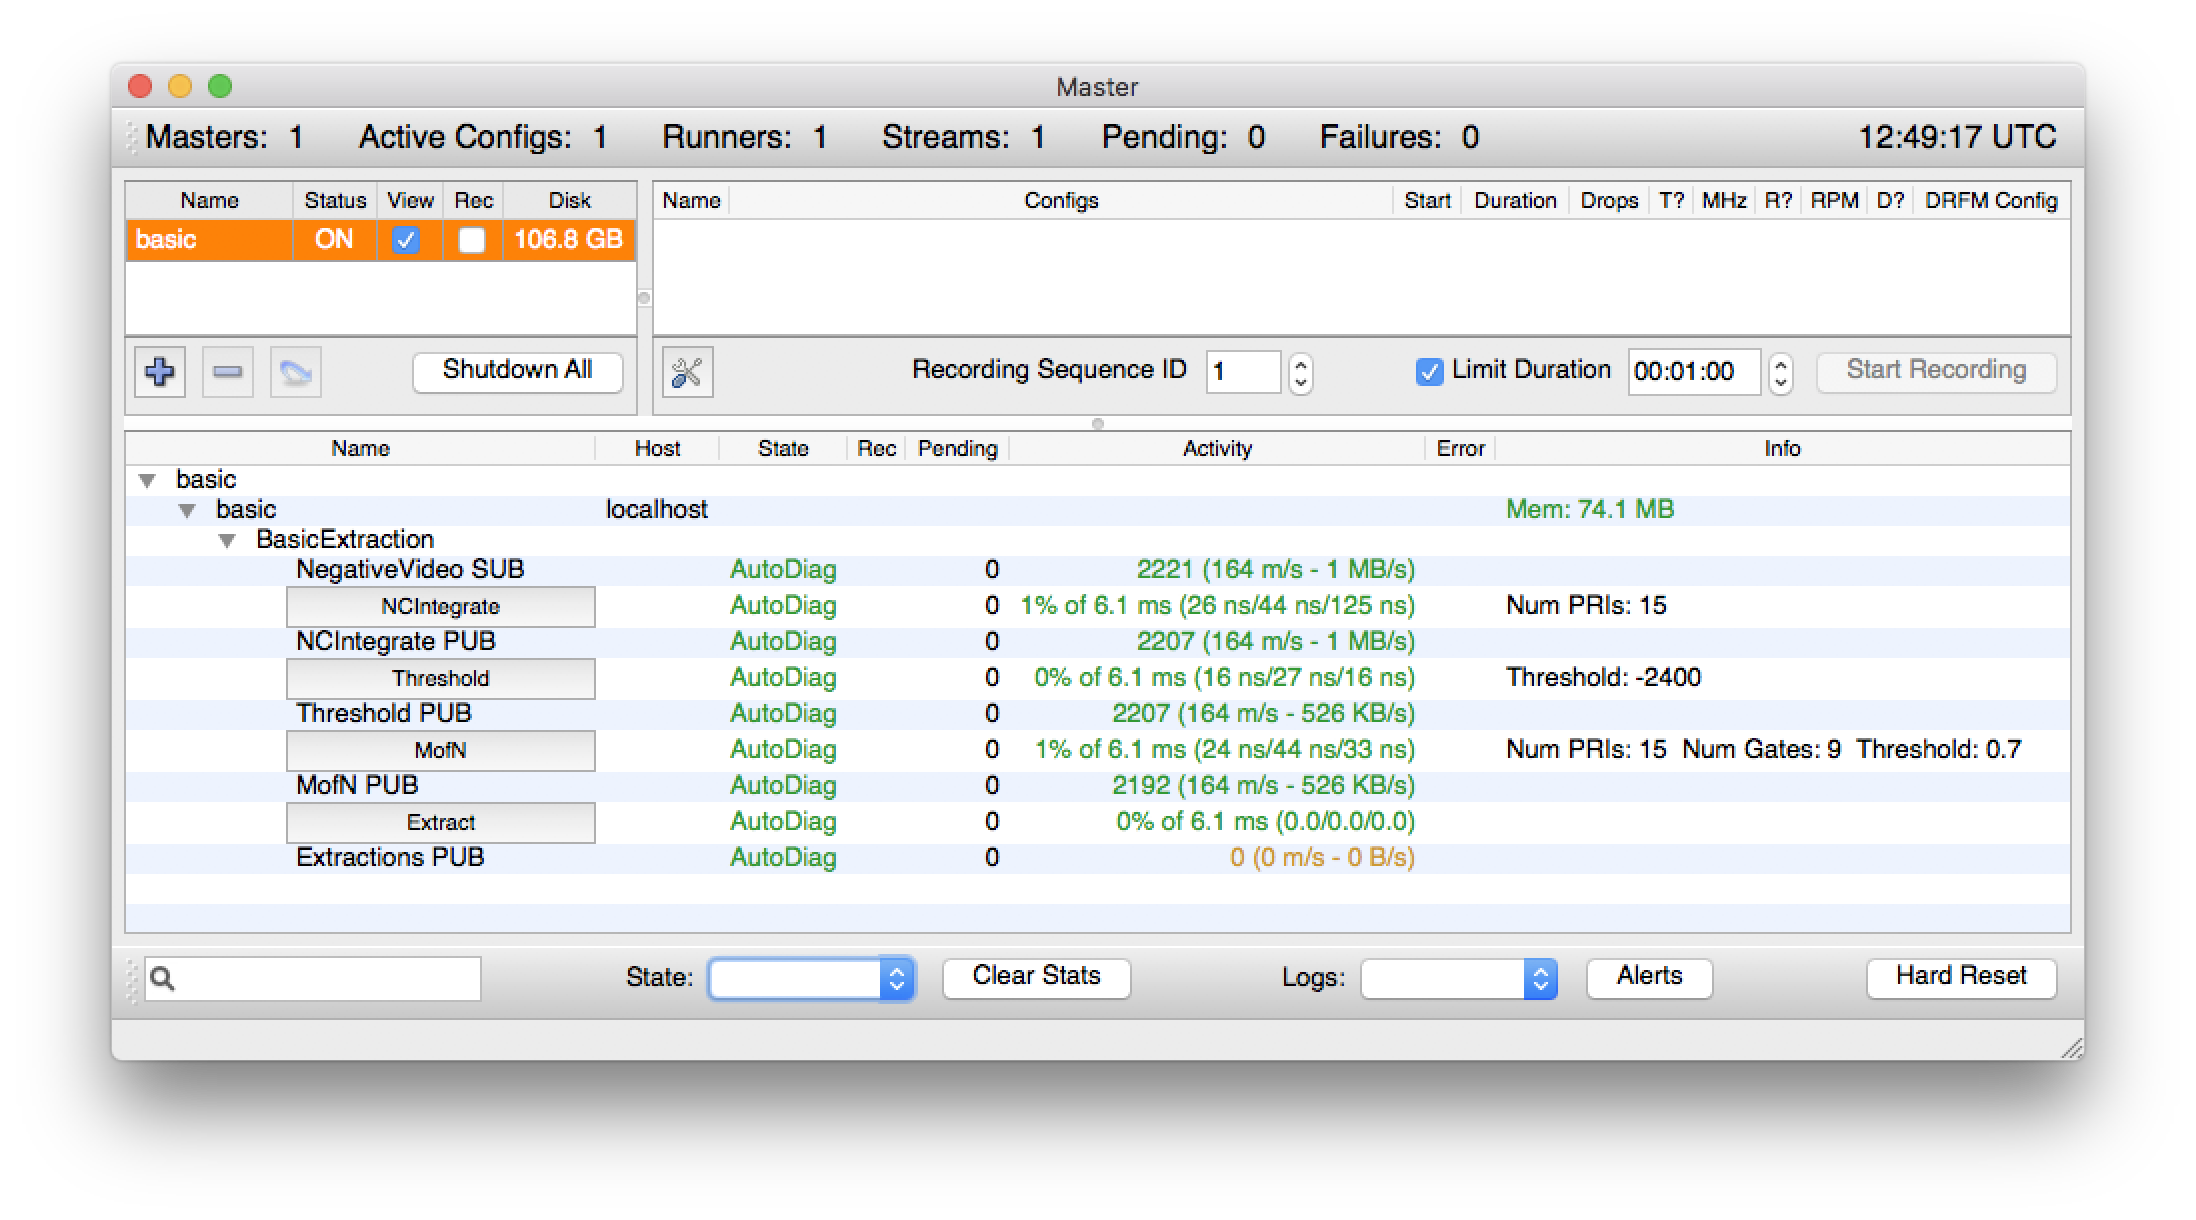 Master
Masters: 1 Active Configs: 1 Runners: 1 Streams: 1 Pending: 0 Failures: 0 12:49:17 UTC
Name Status View Rec Disk
basic ON 106.8 GB
Shutdown All
Name Configs Start Duration Drops T? MHz R? RPM D? DRFM Config
Recording Sequence ID 1 Limit Duration 00:01:00 Start Recording
Name Host State Rec Pending Activity Error Info
basic
basic localhost Mem: 74.1 MB
BasicExtraction
NegativeVideo SUB AutoDiag 0 2221 (164 m/s - 1 MB/s)
NCIntegrate AutoDiag 0 1% of 6.1 ms (26 ns/44 ns/125 ns) Num PRIs: 15
NCIntegrate PUB AutoDiag 0 2207 (164 m/s - 1 MB/s)
Threshold AutoDiag 0 0% of 6.1 ms (16 ns/27 ns/16 ns) Threshold: -2400
Threshold PUB AutoDiag 0 2207 (164 m/s - 526 KB/s)
MofN AutoDiag 0 1% of 6.1 ms (24 ns/44 ns/33 ns) Num PRIs: 15 Num Gates: 9 Threshold: 0.7
MofN PUB AutoDiag 0 2192 (164 m/s - 526 KB/s)
Extract AutoDiag 0 0% of 6.1 ms (0.0/0.0/0.0)
Extractions PUB AutoDiag 0 0 (0 m/s - 0 B/s)
State: Clear Stats Logs: Alerts Hard Reset